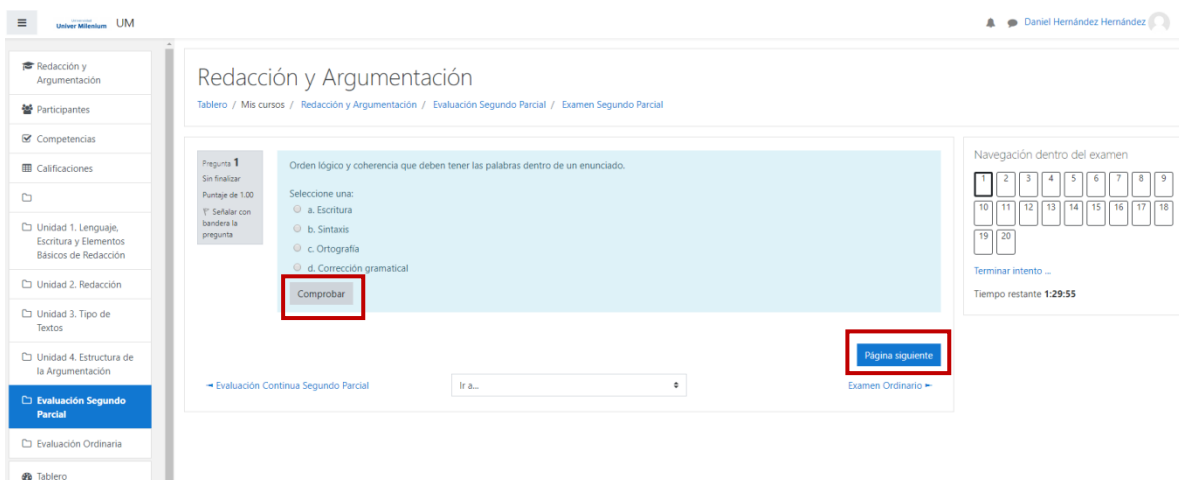 Univer Milenium UM
Daniel Hernández Hernández
Redacción y
Argumentación
Participantes
Competencias
Calificaciones
Unidad 1. Lenguaje,
Escritura y Elementos
Básicos de Redacción
Unidad 2. Redacción
Unidad 3. Tipo de
Textos
Unidad 4. Estructura de
la Argumentación
Evaluación Segundo
Parcial
Evaluación Ordinaria
Tablero
Redacción y Argumentación
Tablero / Mis cursos / Redacción y Argumentación / Evaluación Segundo Parcial / Examen Segundo Parcial
Pregunta 1
Sin finalizar
Puntaje de 1.00
Señalar con
bandera la
pregunta
Orden lógico y coherencia que deben tener las palabras dentro de un enunciado.
Seleccione una:
a. Escritura
b. Sintaxis
c. Ortografía
d. Corrección gramatical
Comprobar
Página siguiente
Evaluación Continua Segundo Parcial
Ir a...
Examen Ordinario
Navegación dentro del examen
1 2 3 4 5 6 7 8 9
10 11 12 13 14 15 16 17 18
19 20
Terminar intento ...
Tiempo restante 1:29:55